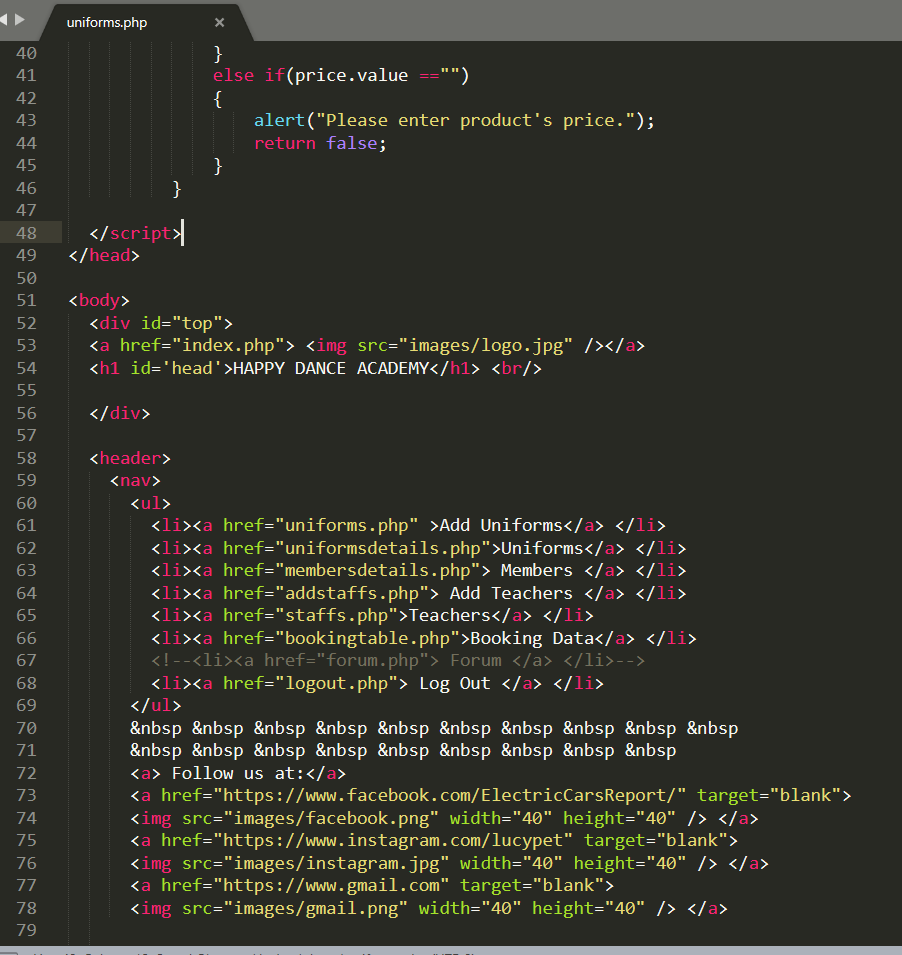 uniforms.php ×
40 }
41 else if(price.value =="")
42 {
43 alert("Please enter product's price.");
44 return false;
45 }
46 }
47
48 </script>
49 </head>
50
51 <body>
52 <div id="top">
53 <a href="index.php"> <img src="images/logo.jpg" /></a>
54 <h1 id='head'>HAPPY DANCE ACADEMY</h1> <br/>
55
56 </div>
57
58 <header>
59 <nav>
60 <ul>
61 <li><a href="uniforms.php" >Add Uniforms</a> </li>
62 <li><a href="uniformsdetails.php">Uniforms</a> </li>
63 <li><a href="membersdetails.php"> Members </a> </li>
64 <li><a href="addstaffs.php"> Add Teachers </a> </li>
65 <li><a href="staffs.php">Teachers</a> </li>
66 <li><a href="bookingtable.php">Booking Data</a> </li>
67 <!--<li><a href="forum.php"> Forum </a> </li>-->
68 <li><a href="logout.php"> Log Out </a> </li>
69 </ul>
70 &nbsp &nbsp &nbsp &nbsp &nbsp &nbsp &nbsp &nbsp &nbsp &nbsp
71 &nbsp &nbsp &nbsp &nbsp &nbsp &nbsp &nbsp &nbsp &nbsp
72 <a> Follow us at:</a>
73 <a href="https://www.facebook.com/ElectricCarsReport/" target="blank">
74 <img src="images/facebook.png" width="40" height="40" /> </a>
75 <a href="https://www.instagram.com/lucypet" target="blank">
76 <img src="images/instagram.jpg" width="40" height="40" /> </a>
77 <a href="https://www.gmail.com" target="blank">
78 <img src="images/gmail.png" width="40" height="40" /> </a>
79